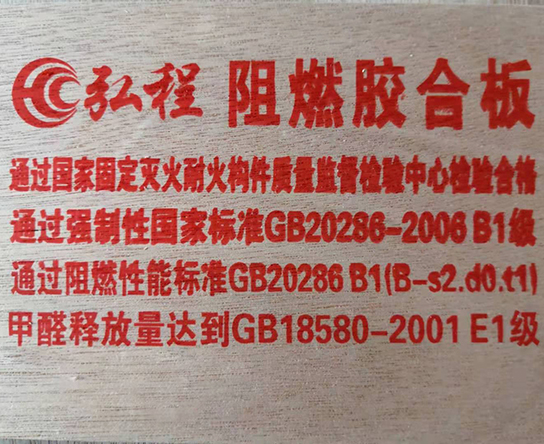 弘程 阻燃胶合板
通过国家固定灭火耐火构件质量监督检验中心检验合格
通过强制性国家标准GB20286-2006 B1级
通过阻燃性能标准GB20286 B1(B-s2.d0.t1)
甲醛释放量达到GB18580-2001 E1级